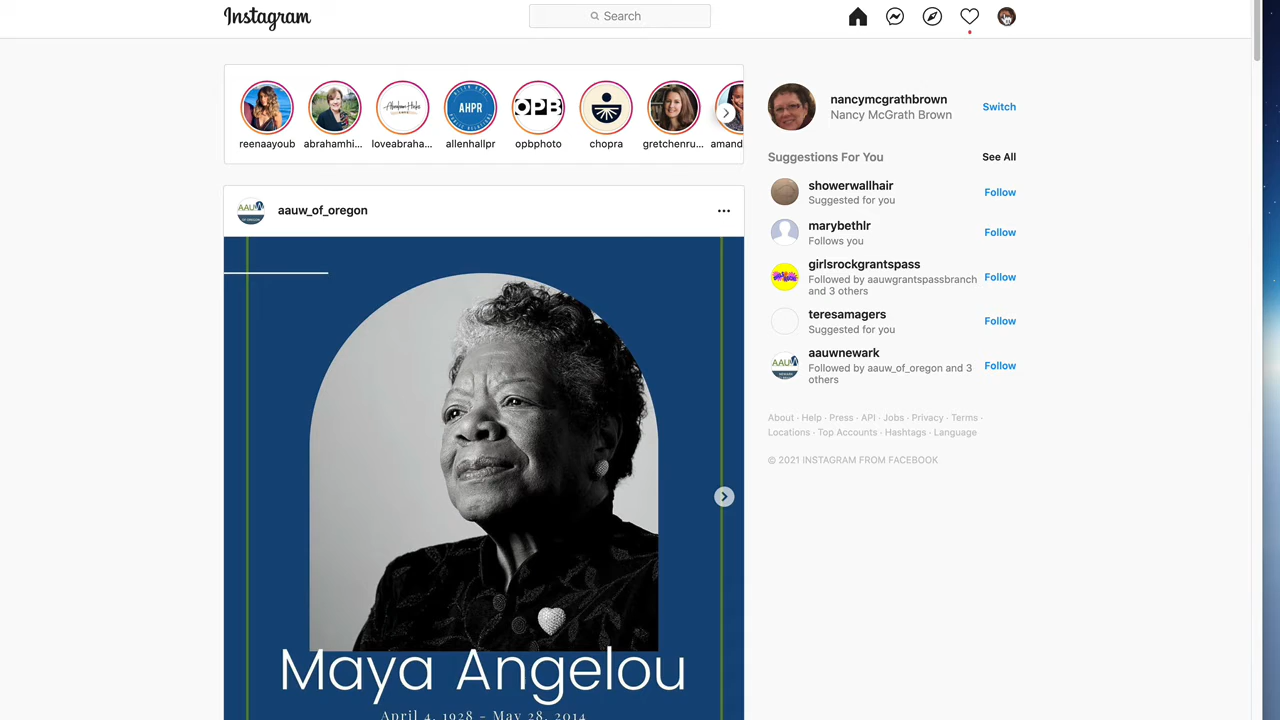 Instagram
Search
reenaayoub
abrahamhi...
loveabraha...
allenhallpr
opbphoto
chopra
gretchenru...
amand
AHPR
OPB
nancymcgrathbrown
Nancy McGrath Brown
Switch
Suggestions For You
See All
showerwallhair
Suggested for you
Follow
marybethlr
Follows you
Follow
girlsrockgrantspass
Followed by aauwgrantspassbranch
and 3 others
Follow
teresamagers
Suggested for you
Follow
aauwnewark
Followed by aauw_of_oregon and 3
others
Follow
About · Help · Press · API · Jobs · Privacy · Terms ·
Locations · Top Accounts · Hashtags · Language
© 2021 INSTAGRAM FROM FACEBOOK
AAUW
aauw_of_oregon
Maya Angelou
April 4, 1928 - May 28, 2014